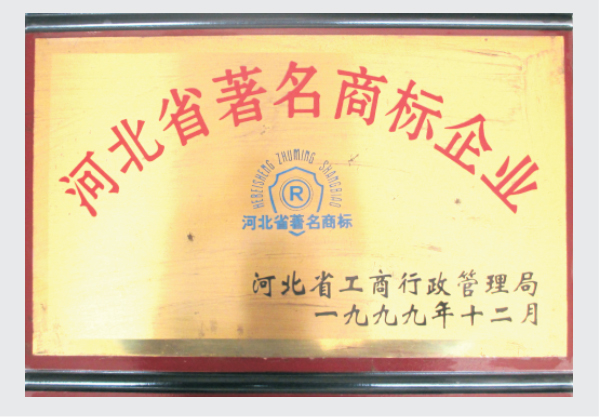 河北省著名商标企业
HEBEISHENG ZHUMING SHANGBIAO
R
河北省著名商标
河北省工商行政管理局
一九九九年十二月